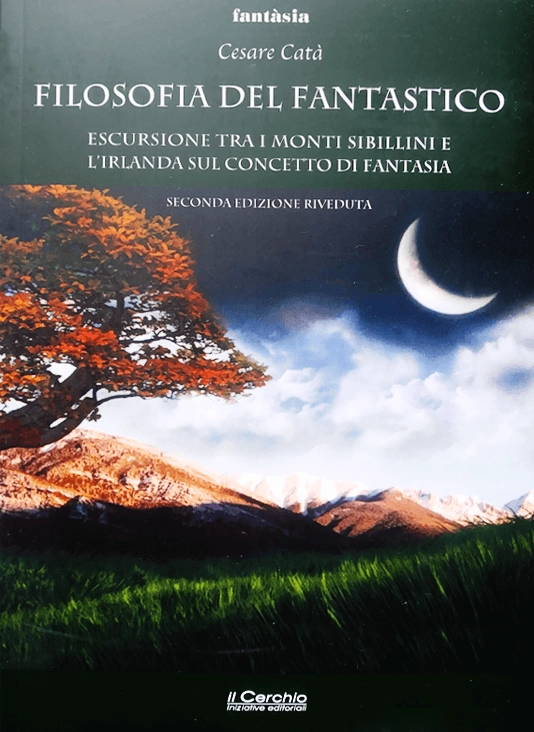 fantàsia
Cesare Catà
FILOSOFIA DEL FANTASTICO
ESCURSIONE TRA I MONTI SIBILLINI E
L'IRLANDA SUL CONCETTO DI FANTASIA
SECONDA EDIZIONE RIVEDUTA
il Cerchio
iniziative editoriali